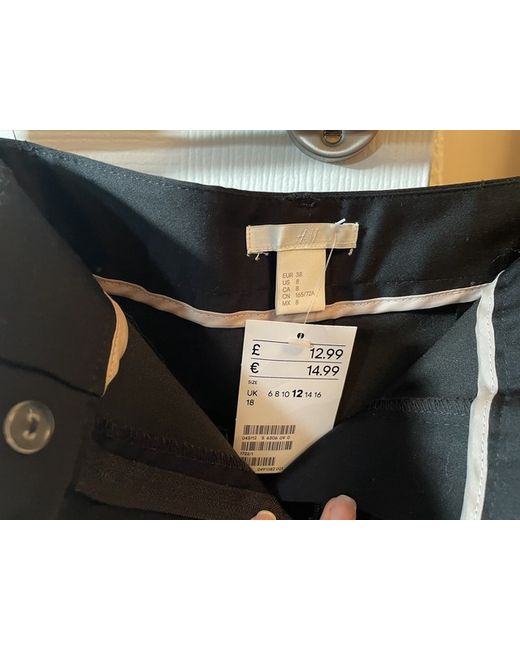 H&M
EUR 38
US 8
CA 8
CN 165/72A
MX 8
£ 12.99
€ 14.99
SIZE
UK 6 8 10 12 14 16
18